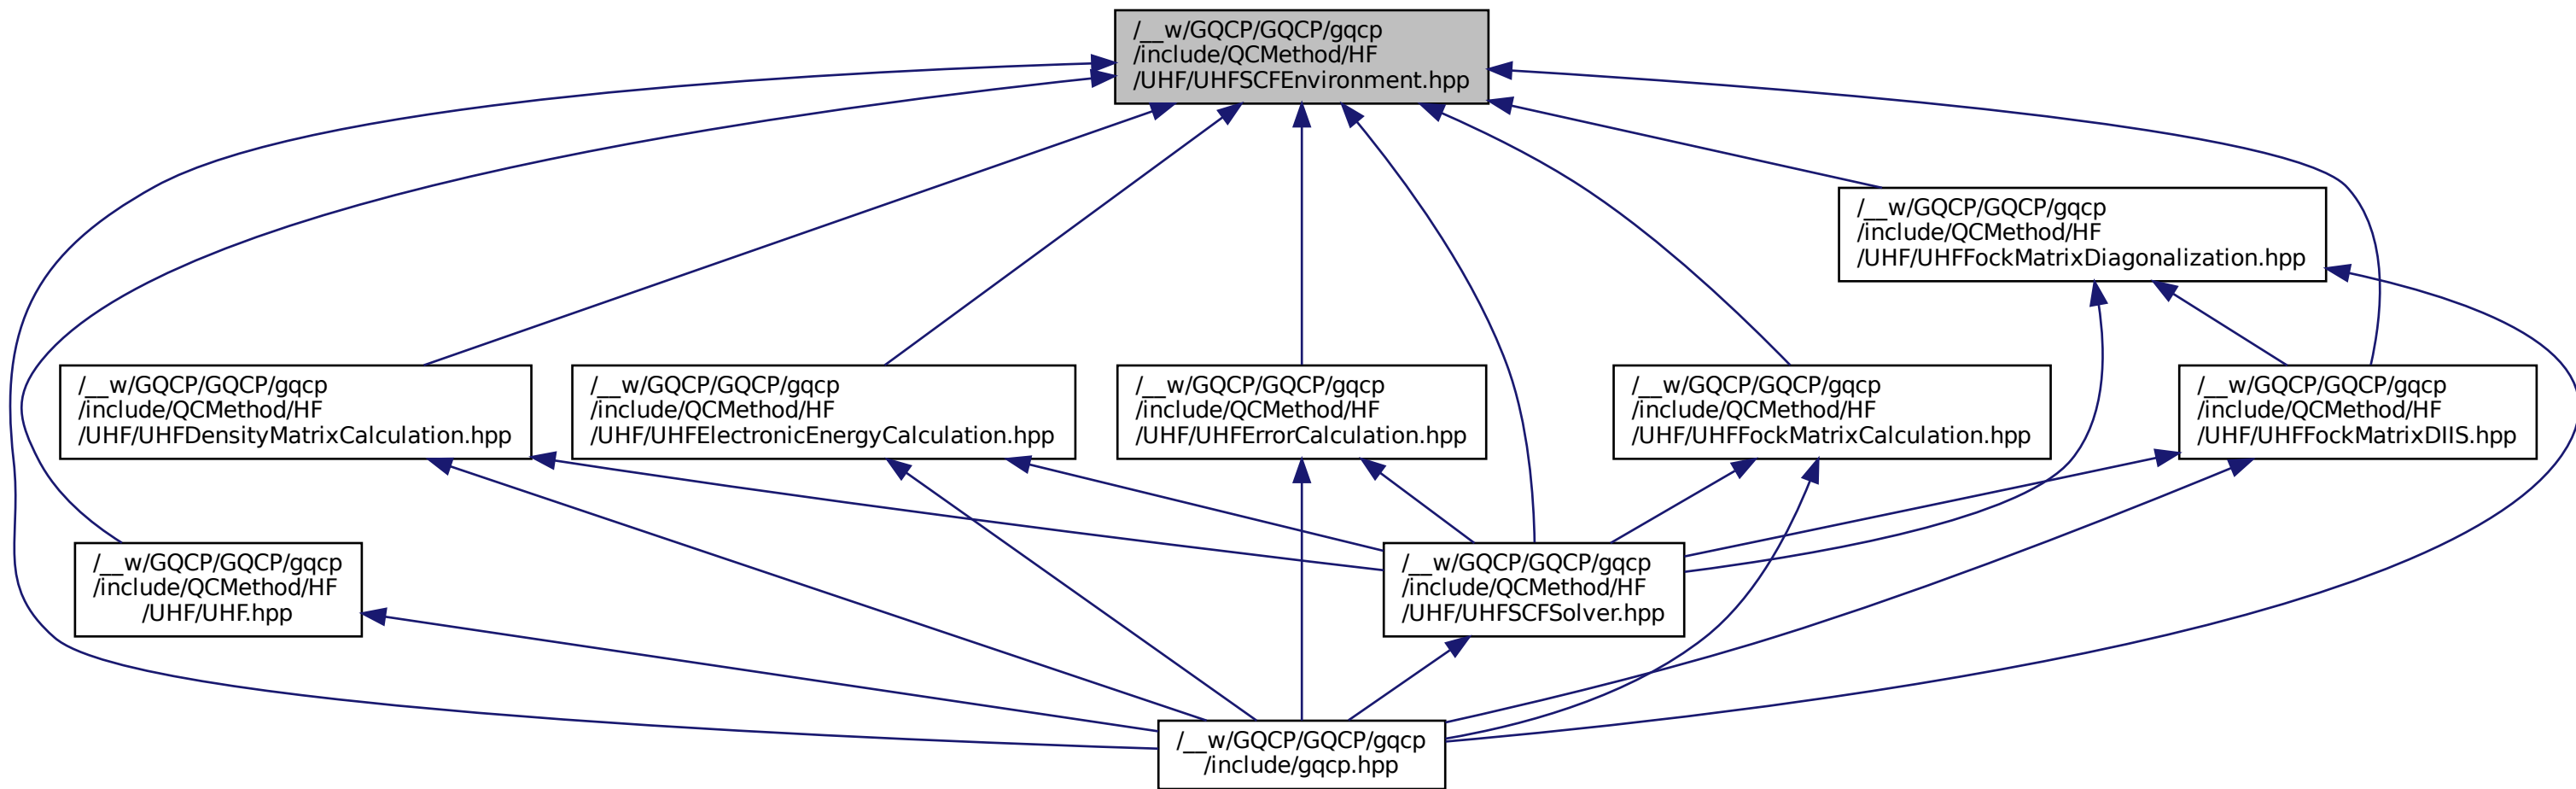 /__w/GQCP/GQCP/gqcp
/include/QCMethod/HF
/UHF/UHFSCFEnvironment.hpp
/__w/GQCP/GQCP/gqcp
/include/QCMethod/HF
/UHF/UHFFockMatrixDiagonalization.hpp
/__w/GQCP/GQCP/gqcp
/include/QCMethod/HF
/UHF/UHFDensityMatrixCalculation.hpp
/__w/GQCP/GQCP/gqcp
/include/QCMethod/HF
/UHF/UHFElectronicEnergyCalculation.hpp
/__w/GQCP/GQCP/gqcp
/include/QCMethod/HF
/UHF/UHFErrorCalculation.hpp
/__w/GQCP/GQCP/gqcp
/include/QCMethod/HF
/UHF/UHFFockMatrixCalculation.hpp
/__w/GQCP/GQCP/gqcp
/include/QCMethod/HF
/UHF/UHFFockMatrixDIIS.hpp
/__w/GQCP/GQCP/gqcp
/include/QCMethod/HF
/UHF/UHF.hpp
/__w/GQCP/GQCP/gqcp
/include/QCMethod/HF
/UHF/UHFSCFSolver.hpp
/__w/GQCP/GQCP/gqcp
/include/gqcp.hpp